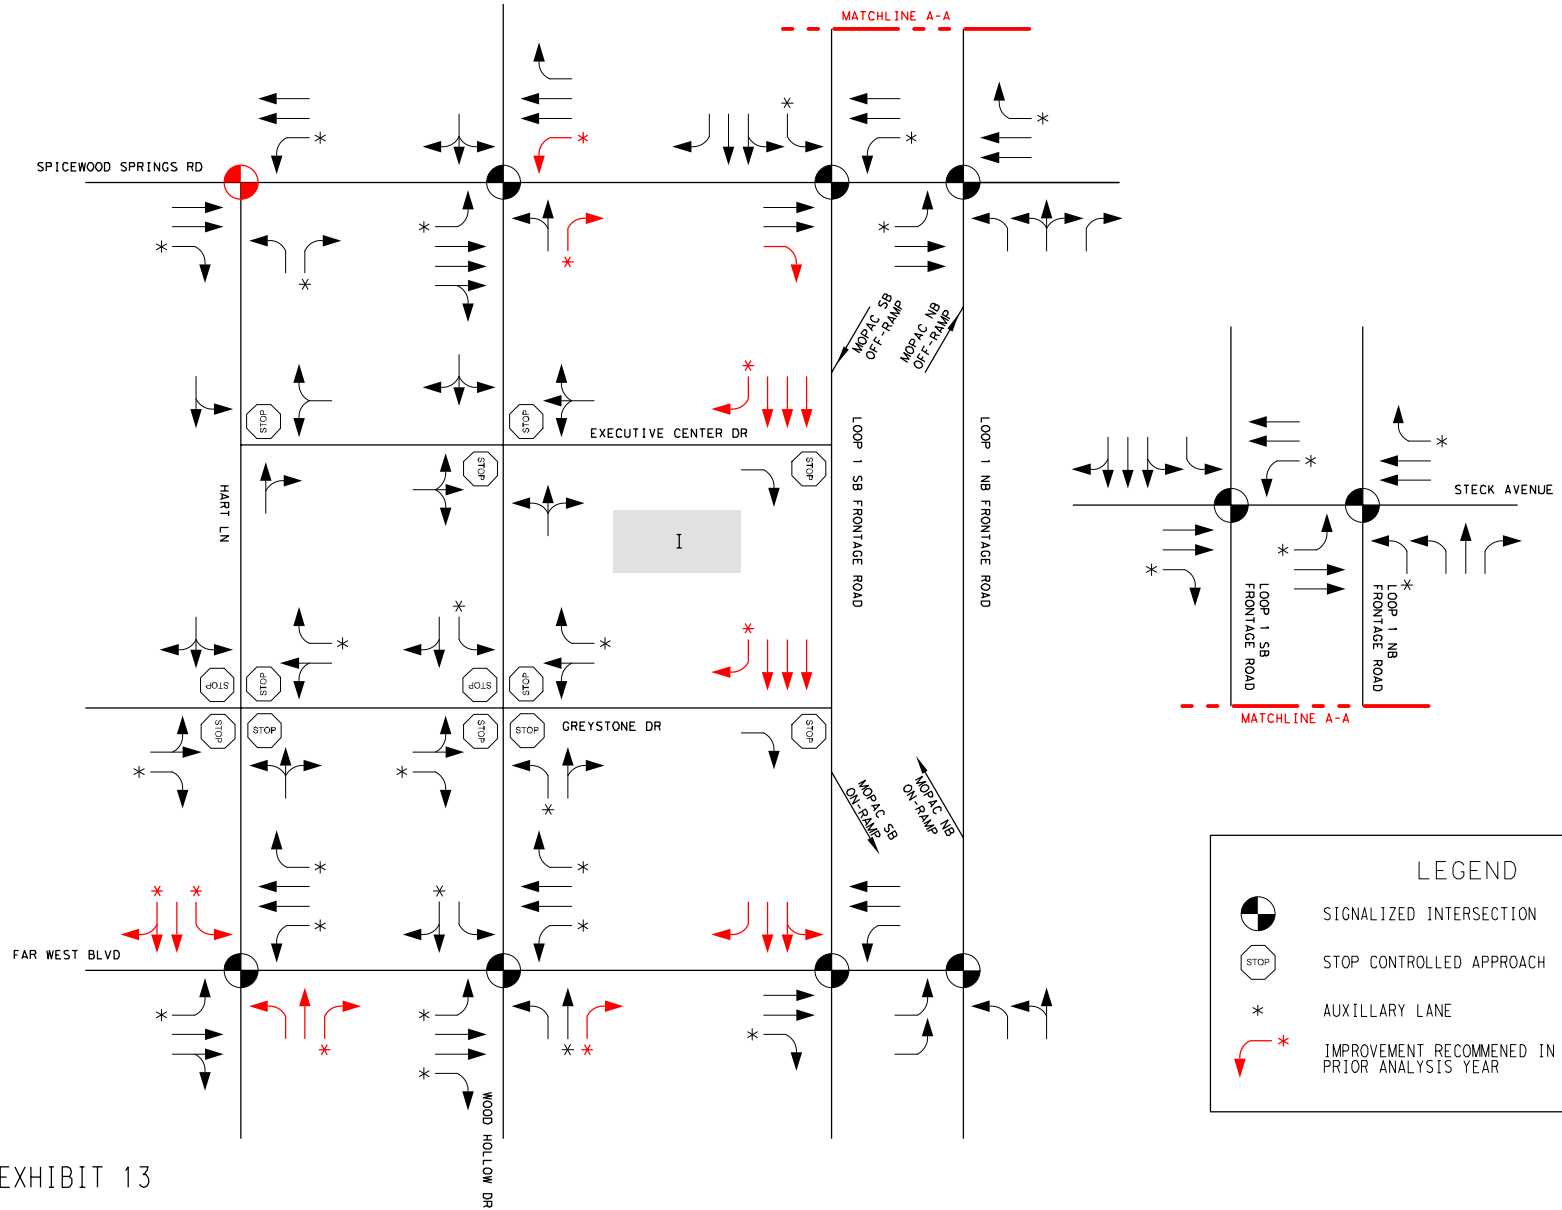 MATCHLINE A-A
SPICEWOOD SPRINGS RD
MOPAC SB
OFF-RAMP
MOPAC NB
OFF-RAMP
STOP
STOP
EXECUTIVE CENTER DR
STOP
STOP
HART LN
LOOP 1 SB FRONTAGE ROAD
LOOP 1 NB FRONTAGE ROAD
I
STECK AVENUE
LOOP 1 SB
FRONTAGE ROAD
LOOP 1 NB
FRONTAGE ROAD
MATCHLINE A-A
STOP
STOP
STOP
STOP
STOP
STOP
STOP
STOP
GREYSTONE DR
STOP
MOPAC SB
ON-RAMP
MOPAC NB
ON-RAMP
FAR WEST BLVD
WOOD HOLLOW DR
LEGEND
SIGNALIZED INTERSECTION
STOP
STOP CONTROLLED APPROACH
* AUXILLARY LANE
IMPROVEMENT RECOMMENED IN
PRIOR ANALYSIS YEAR
EXHIBIT 13